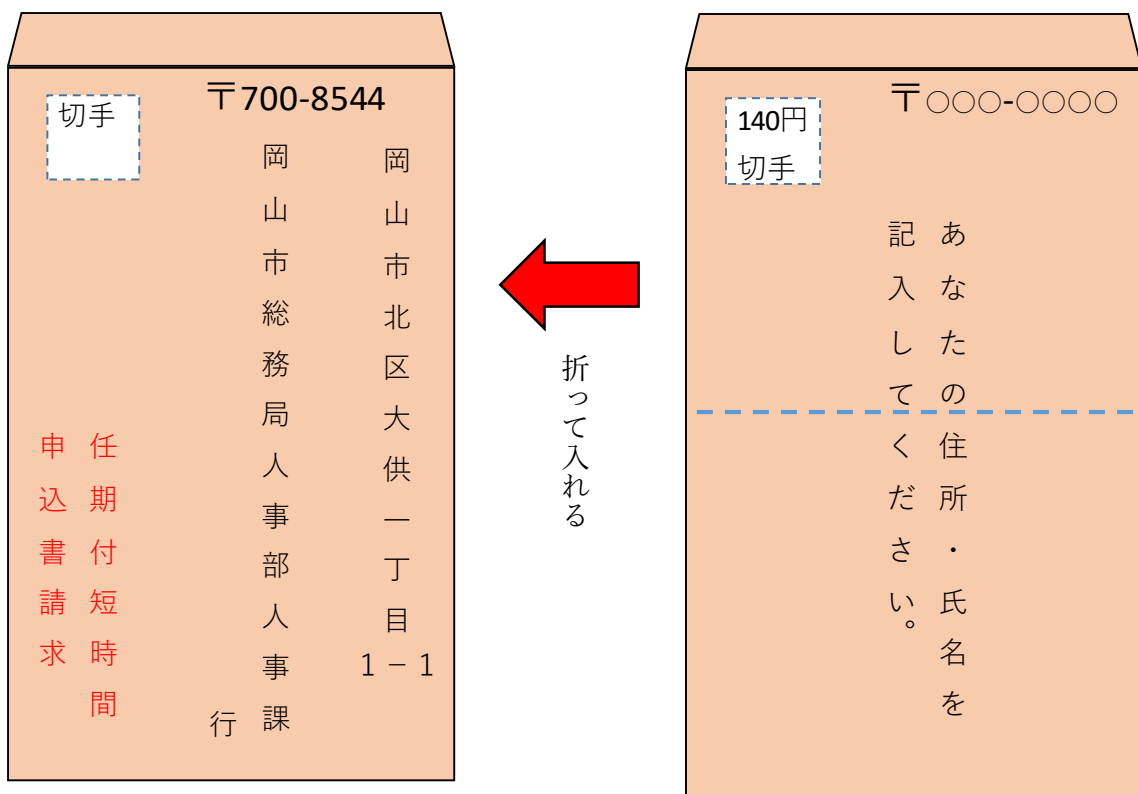 〒700-8544
切手
岡山市北区大供一丁目1－1
岡山市総務局人事部人事課
行
任期付短時間
申込書請求
折って入れる
〒○○○-○○○○
140円
切手
あなたの住所・氏名を
記入してください。